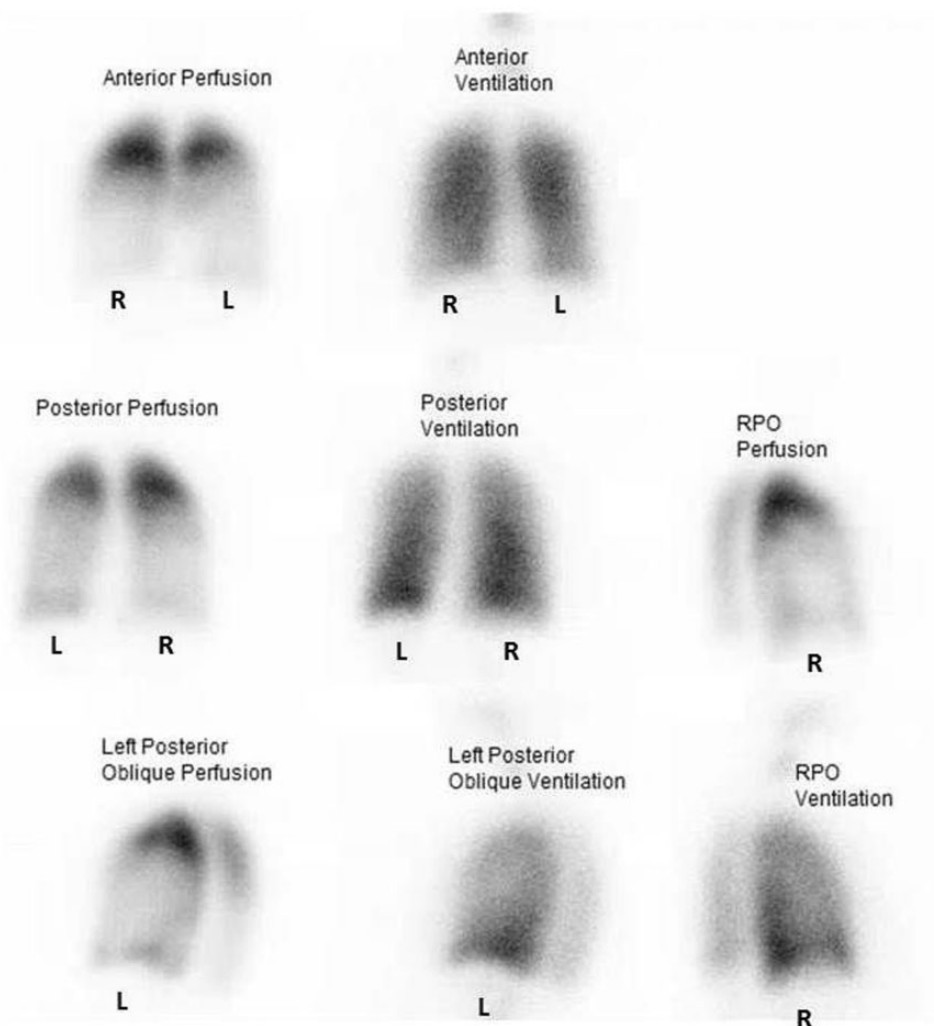 Anterior Perfusion
Anterior
Ventilation
R
L
R
L
Posterior Perfusion
Posterior
Ventilation
RPO
Perfusion
L
R
L
R
R
Left Posterior
Oblique Perfusion
Left Posterior
Oblique Ventilation
RPO
Ventilation
L
L
R